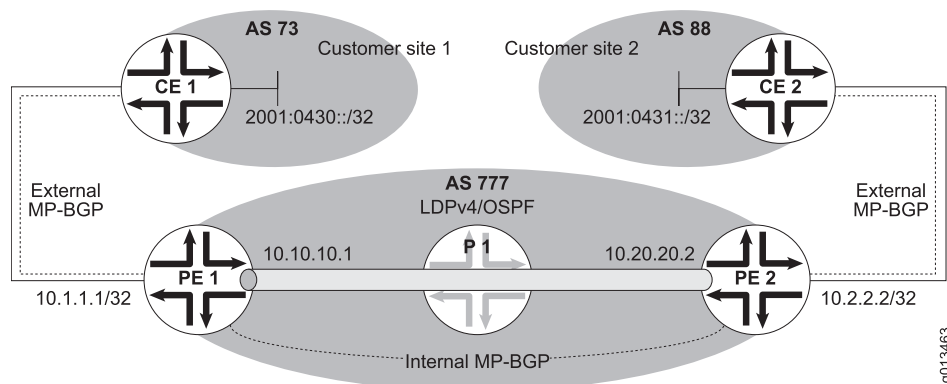 AS 73
Customer site 1
CE 1
2001:0430::/32
AS 88
Customer site 2
CE 2
2001:0431::/32
External
MP-BGP
External
MP-BGP
AS 777
LDPv4/OSPF
P 1
10.10.10.1
10.20.20.2
PE 1
PE 2
10.1.1.1/32
10.2.2.2/32
Internal MP-BGP
g013463